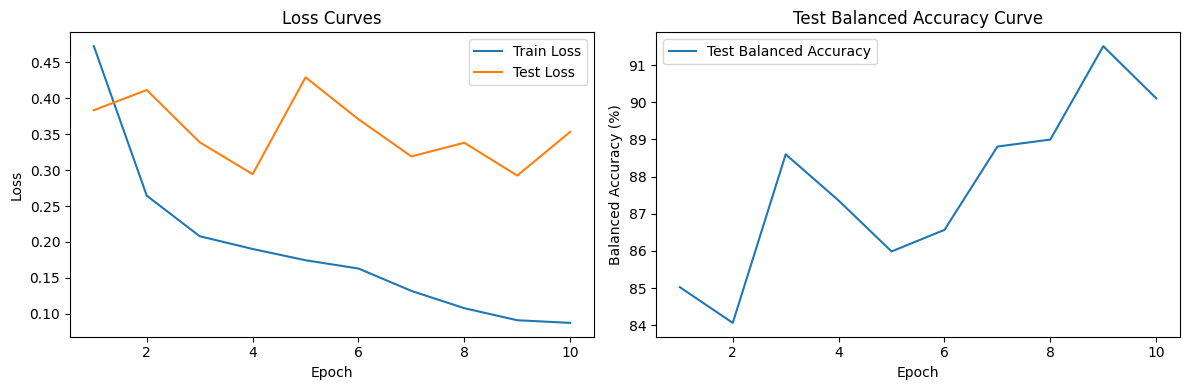 Loss Curves
Train Loss
Test Loss
0.45
0.40
0.35
0.30
0.25
0.20
0.15
0.10
Loss
2
4
6
8
10
Epoch
Test Balanced Accuracy Curve
Test Balanced Accuracy
91
90
89
88
87
86
85
84
Balanced Accuracy (%)
2
4
6
8
10
Epoch